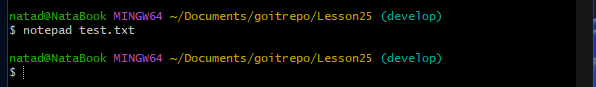 natad@NataBook MINGW64 ~/Documents/goitrepo/Lesson25 (develop)
$ notepad test.txt
natad@NataBook MINGW64 ~/Documents/goitrepo/Lesson25 (develop)
$